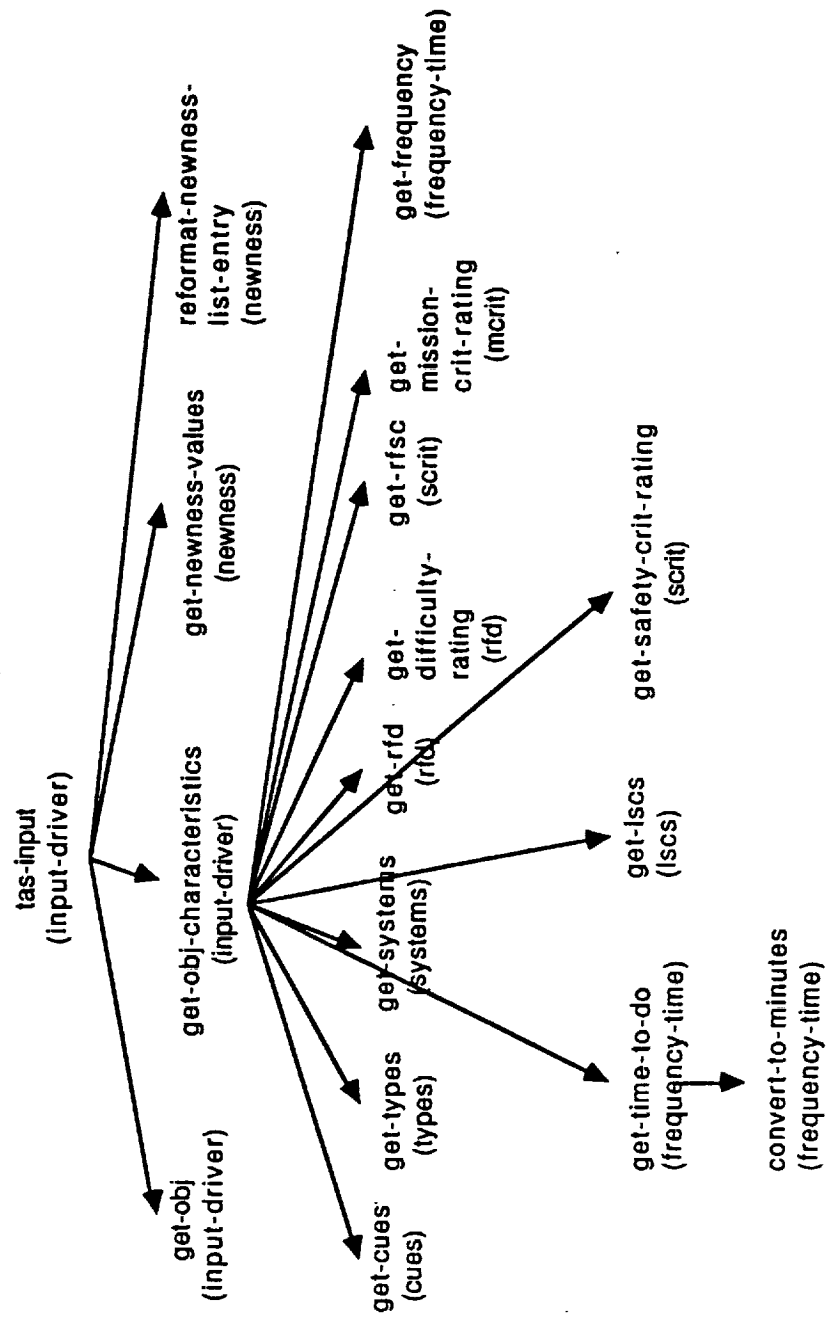 tas-input
(input-driver)
get-obj
(input-driver)
get-obj-characteristics
(input-driver)
get-newness-values
(newness)
reformat-newness-
list-entry
(newness)
get-cues
(cues)
get-types
(types)
get-systems
(systems)
get-rfd
(rfd)
get-
difficulty-
rating
(rfd)
get-rfsc
(scrit)
get-
mission-
crit-rating
(mcrit)
get-frequency
(frequency-time)
get-time-to-do
(frequency-time)
get-lscs
(lscs)
get-safety-crit-rating
(scrit)
convert-to-minutes
(frequency-time)